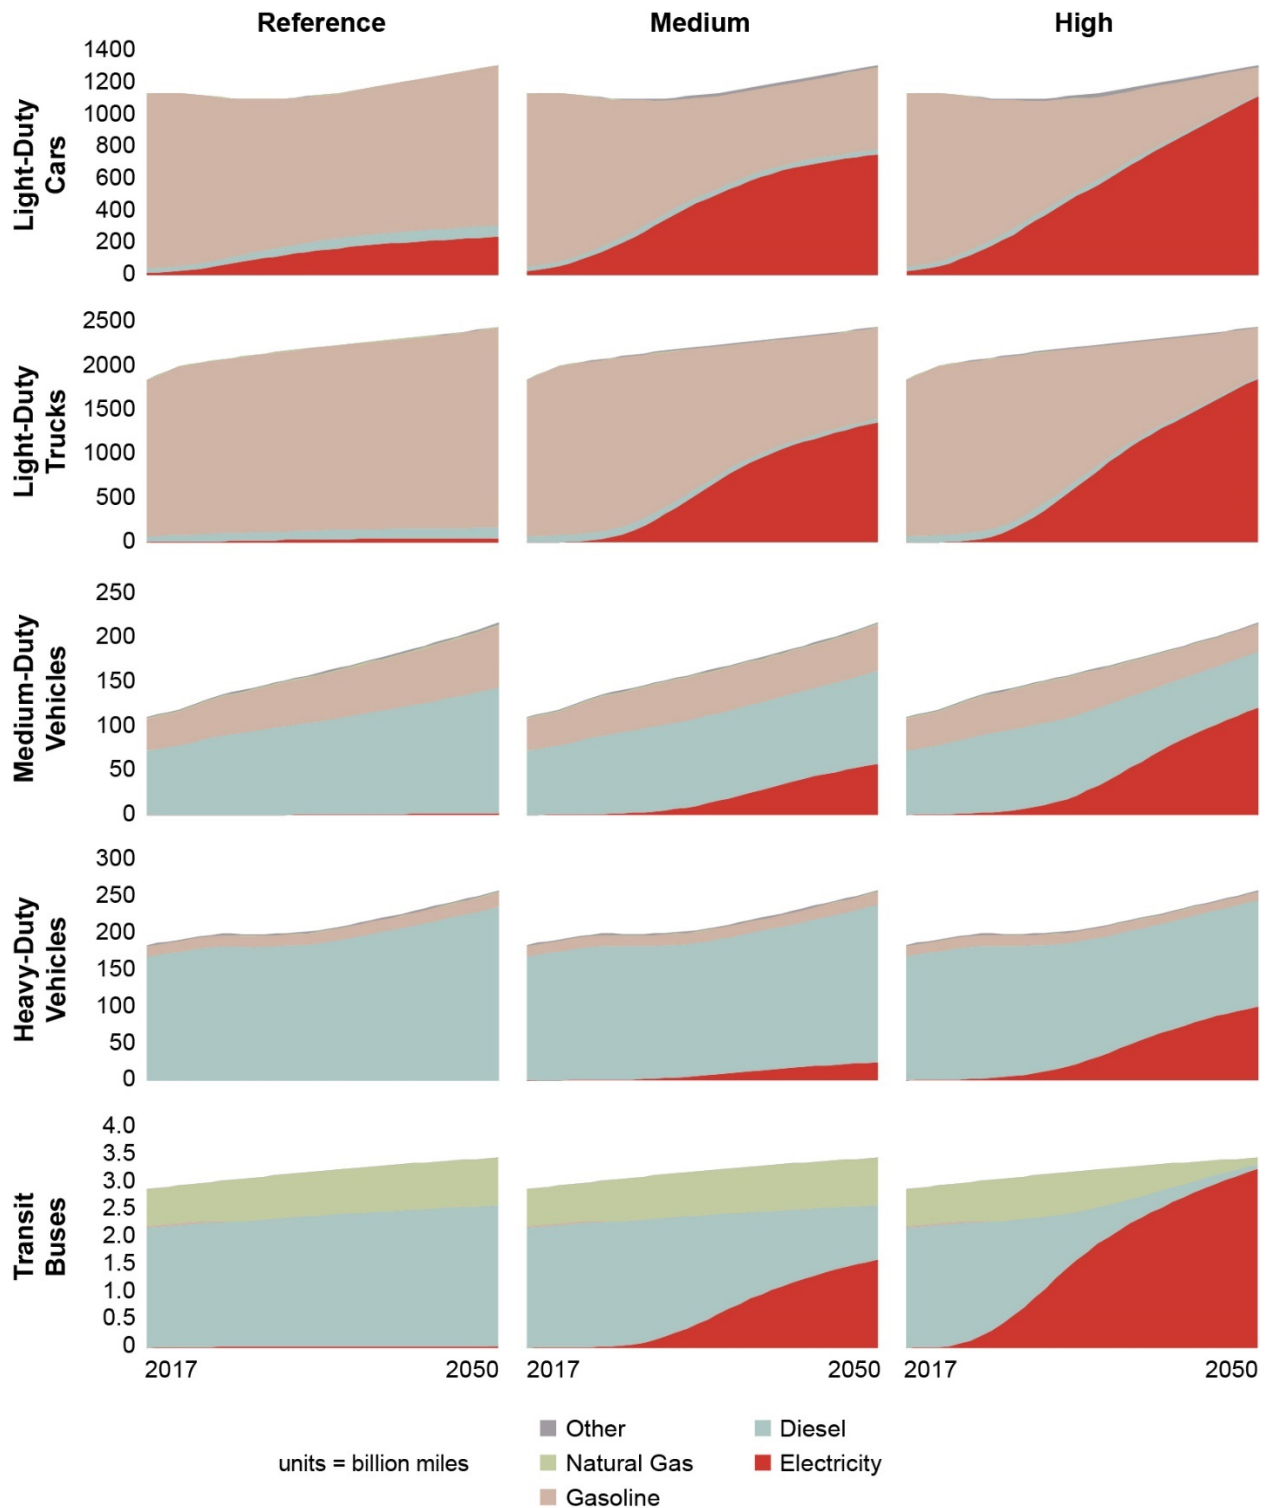 Reference Medium High
Light-Duty
Cars
1400
1200
1000
800
600
400
200
0
Light-Duty
Trucks
2500
2000
1500
1000
500
0
Medium-Duty
Vehicles
250
200
150
100
50
0
Heavy-Duty
Vehicles
300
250
200
150
100
50
0
Transit
Buses
4.0
3.5
3.0
2.5
2.0
1.5
1.0
0.5
0
2017 2050 2017 2050 2017 2050
units = billion miles
Other
Natural Gas
Gasoline
Diesel
Electricity